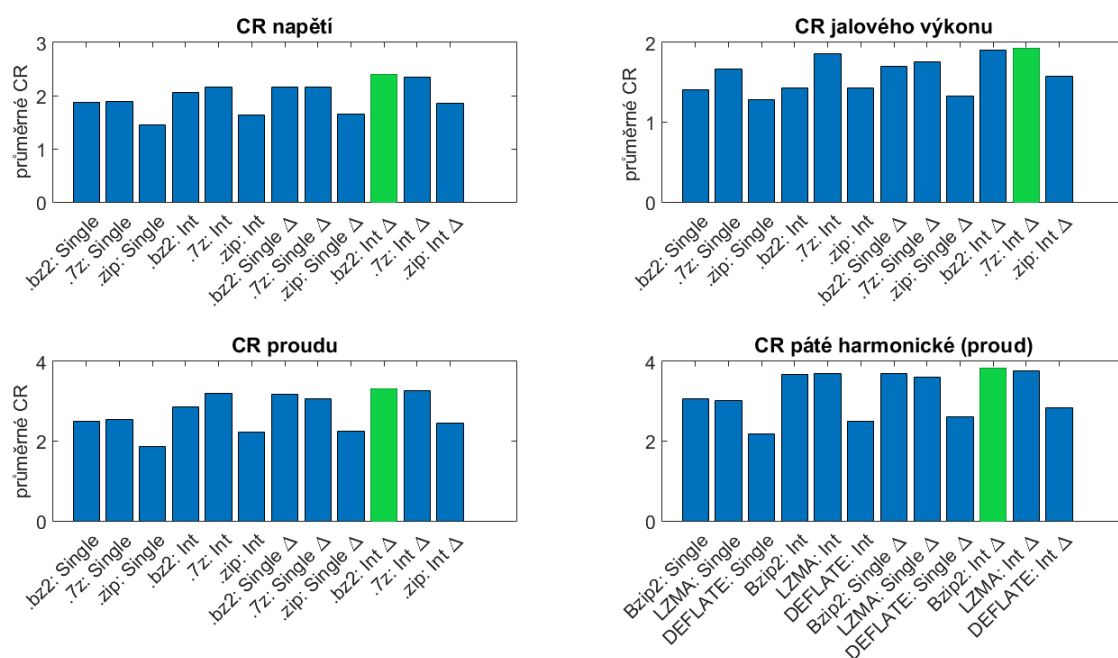 CR napětí
průměrné CR
3
2
1
0
.bz2: Single
.7z: Single
.zip: Single
.bz2: Int
.7z: Int
.zip: Int
.bz2: Single Δ
.7z: Single Δ
.zip: Single Δ
.bz2: Int Δ
.7z: Int Δ
.zip: Int Δ
CR jalového výkonu
průměrné CR
2
1
0
.bz2: Single
.7z: Single
.zip: Single
.bz2: Int
.7z: Int
.zip: Int
.bz2: Single Δ
.7z: Single Δ
.zip: Single Δ
.bz2: Int Δ
.7z: Int Δ
.zip: Int Δ
CR proudu
průměrné CR
4
2
0
.bz2: Single
.7z: Single
.zip: Single
.bz2: Int
.7z: Int
.zip: Int
.bz2: Single Δ
.7z: Single Δ
.zip: Single Δ
.bz2: Int Δ
.7z: Int Δ
.zip: Int Δ
CR páté harmonické (proud)
průměrné CR
4
2
0
Bzip2: Single
LZMA: Single
DEFLATE: Single
Bzip2: Int
LZMA: Int
DEFLATE: Int
Bzip2: Single Δ
LZMA: Single Δ
DEFLATE: Single Δ
Bzip2: Int Δ
LZMA: Int Δ
DEFLATE: Int Δ